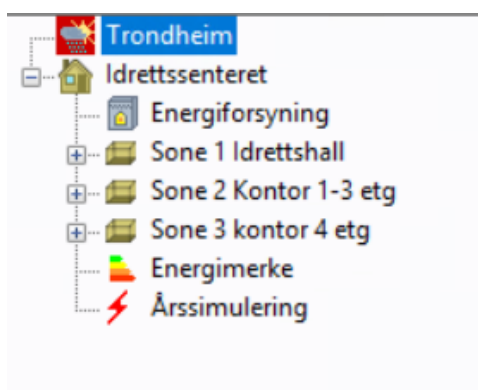 Trondheim
Idrettssenteret
Energiforsyning
Sone 1 Idrettshall
Sone 2 Kontor 1-3 etg
Sone 3 kontor 4 etg
Energimerke
Årssimulering